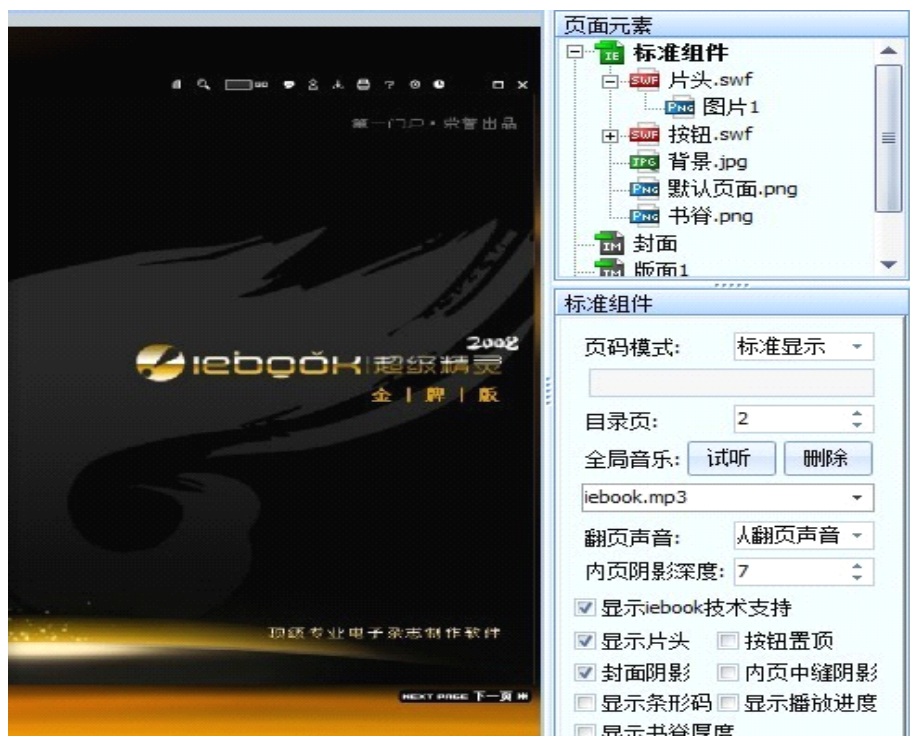 第一门户·荣誉出品
2008
iebook 超级精灵
金|牌|版
顶级专业电子杂志制作软件
NEXT PAGE 下一页
页面元素
标准组件
片头.swf
图片1
按钮.swf
背景.jpg
默认页面.png
书脊.png
封面
版面1
标准组件
页码模式: 标准显示
目录页: 2
全局音乐: 试听 删除
iebook.mp3
翻页声音: 翻页声音
内页阴影深度: 7
显示iebook技术支持
显示片头 按钮置顶
封面阴影 内页中缝阴影
显示条形码 显示播放进度
显示书脊厚度